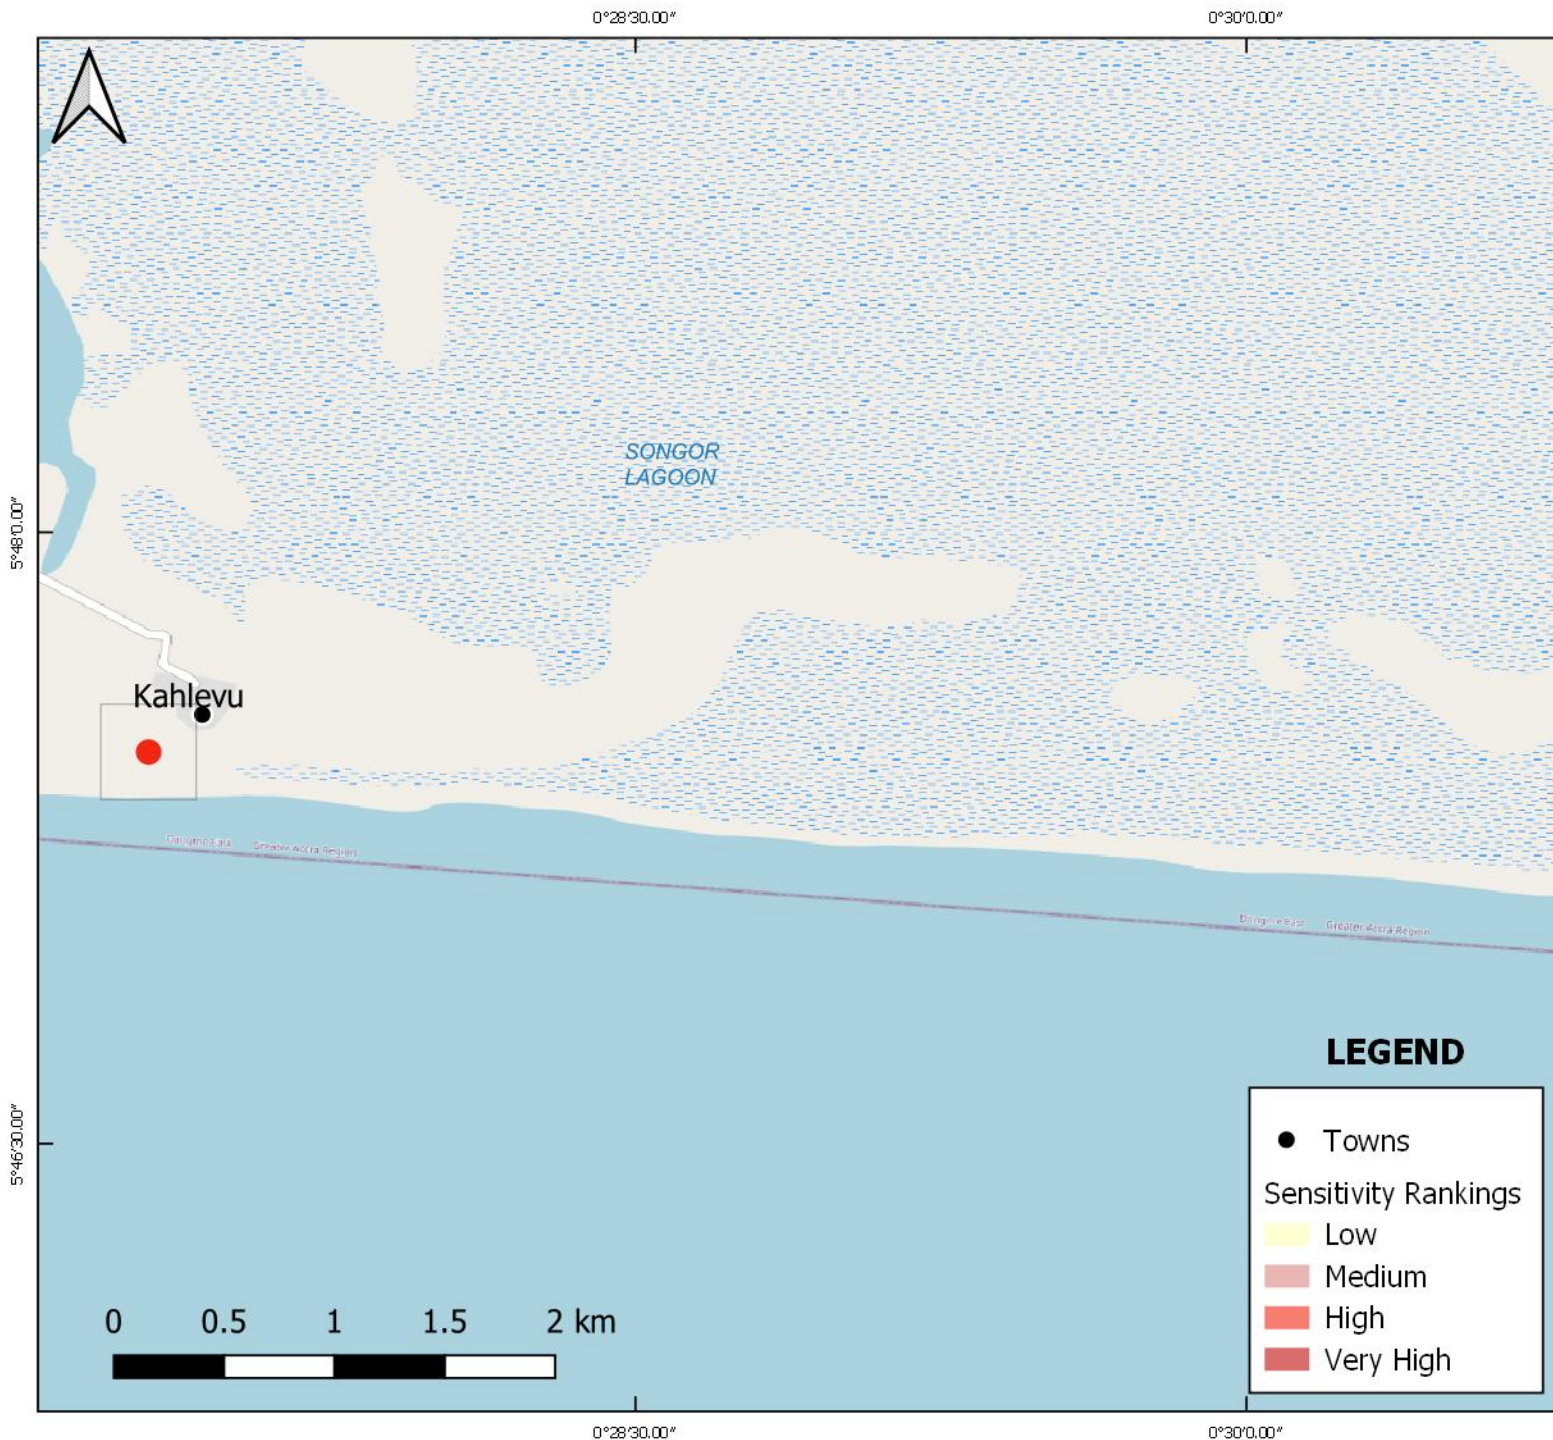 0°28'30.00" 0°30'0.00"
SONGOR
LAGOON
5°48'0.00"
Kahlevu
Dangme East Greater Accra Region
Dangme East Greater Accra Region
5°46'30.00"
LEGEND
Towns
Sensitivity Rankings
Low
Medium
High
Very High
0 0.5 1 1.5 2 km
0°28'30.00" 0°30'0.00"